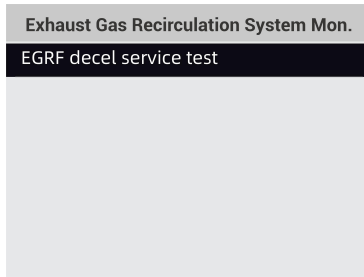 Exhaust Gas Recirculation System Mon.
EGRF decel service test